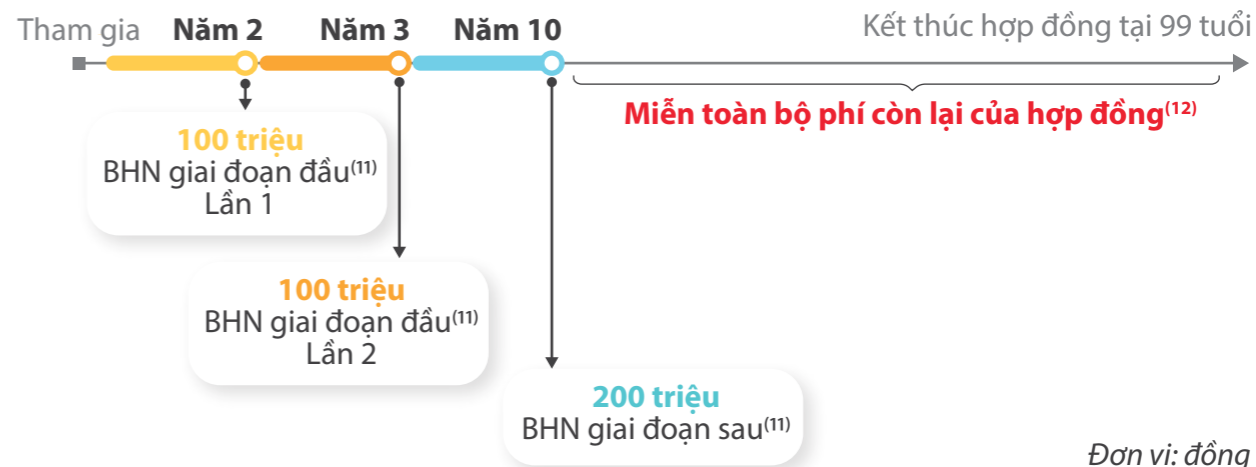 Tham gia Năm 2 Năm 3 Năm 10 Kết thúc hợp đồng tại 99 tuổi
Miễn toàn bộ phí còn lại của hợp đồng(12)
100 triệu
BHN giai đoạn đầu(11)
Lần 1
100 triệu
BHN giai đoạn đầu(11)
Lần 2
200 triệu
BHN giai đoạn sau(11)
Đơn vị: đồng